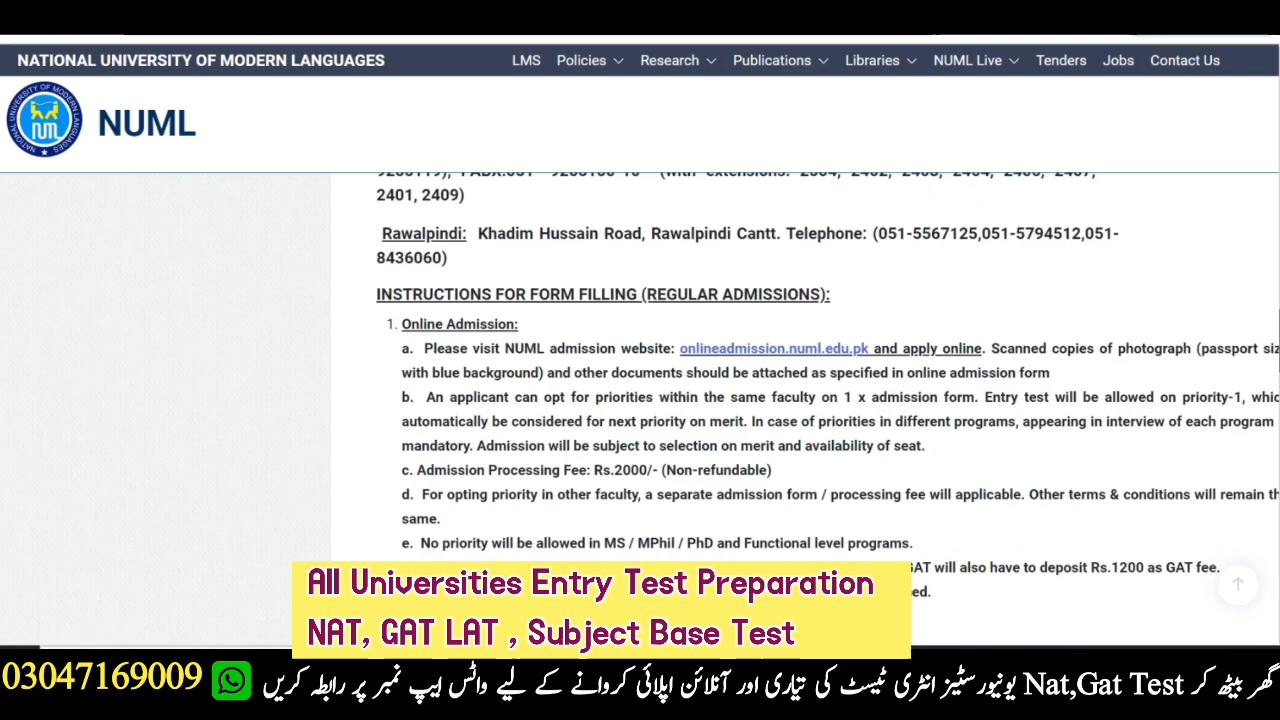 NATIONAL UNIVERSITY OF MODERN LANGUAGES
LMS Policies Research Publications Libraries NUML Live Tenders Jobs Contact Us
NUML
2401, 2409)
Rawalpindi: Khadim Hussain Road, Rawalpindi Cantt. Telephone: (051-5567125,051-5794512,051-
8436060)
INSTRUCTIONS FOR FORM FILLING (REGULAR ADMISSIONS):
1. Online Admission:
a. Please visit NUML admission website: onlineadmission.numl.edu.pk and apply online. Scanned copies of photograph (passport siz
with blue background) and other documents should be attached as specified in online admission form
b. An applicant can opt for priorities within the same faculty on 1 x admission form. Entry test will be allowed on priority-1, whic
automatically be considered for next priority on merit. In case of priorities in different programs, appearing in interview of each program
mandatory. Admission will be subject to selection on merit and availability of seat.
c. Admission Processing Fee: Rs.2000/- (Non-refundable)
d. For opting priority in other faculty, a separate admission form / processing fee will applicable. Other terms & conditions will remain th
same.
e. No priority will be allowed in MS / MPhil / PhD and Functional level programs.
GAT will also have to deposit Rs.1200 as GAT fee.
ed.
All Universities Entry Test Preparation
NAT, GAT LAT , Subject Base Test
گھر بیٹھ کر Nat,Gat Test یونیورسٹیز انٹری ٹیسٹ کی تیاری اور آنلائن اپلائی کروانے کے لیے واٹس ایپ نمبر پر رابطہ کریں 03047169009